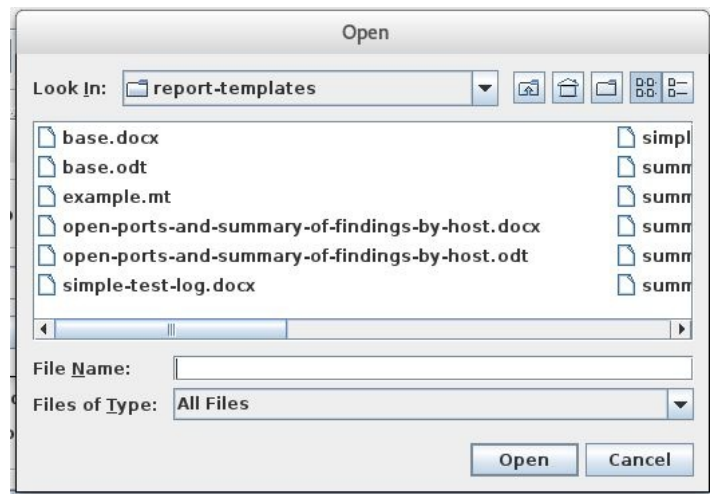 Open
Look In: report-templates
base.docx
base.odt
example.mt
open-ports-and-summary-of-findings-by-host.docx
open-ports-and-summary-of-findings-by-host.odt
simple-test-log.docx
simpl
summ
summ
summ
summ
summ
File Name:
Files of Type: All Files
Open Cancel